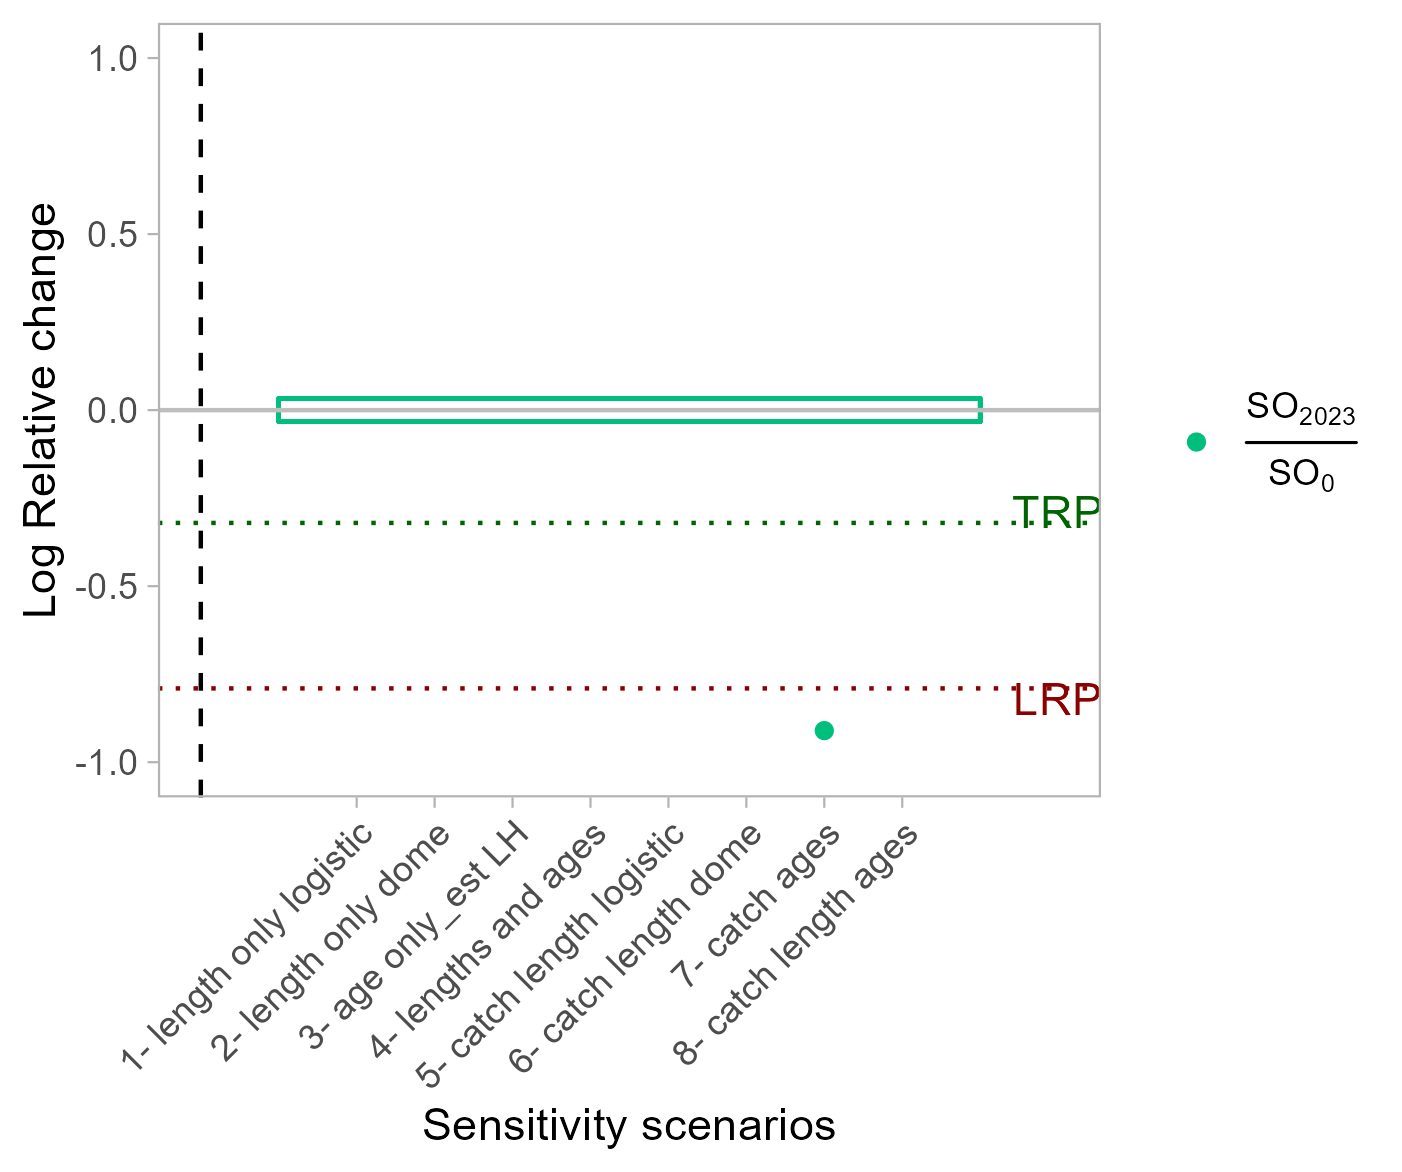 Log Relative change
1.0
0.5
0.0
-0.5
-1.0
TRP
LRP
1- length only logistic
2- length only dome
3- age only_est LH
4- lengths and ages
5- catch length logistic
6- catch length dome
7- catch ages
8- catch length ages
Sensitivity scenarios
SO2023
SO0